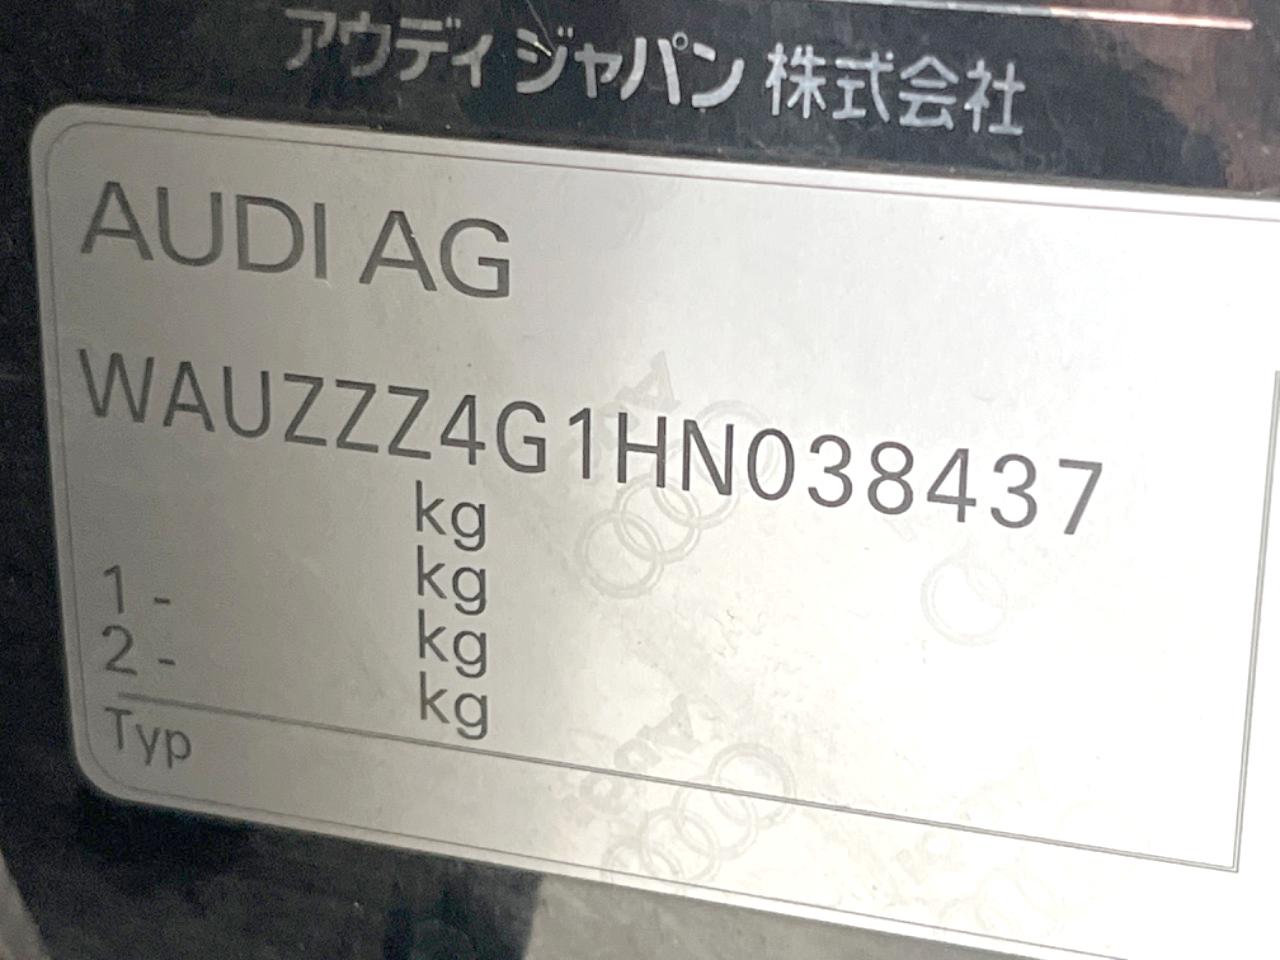 アウディ ジャパン 株式会社
AUDI AG
WAUZZZ4G1HN038437
kg
1 - kg
2 - kg
kg
Typ